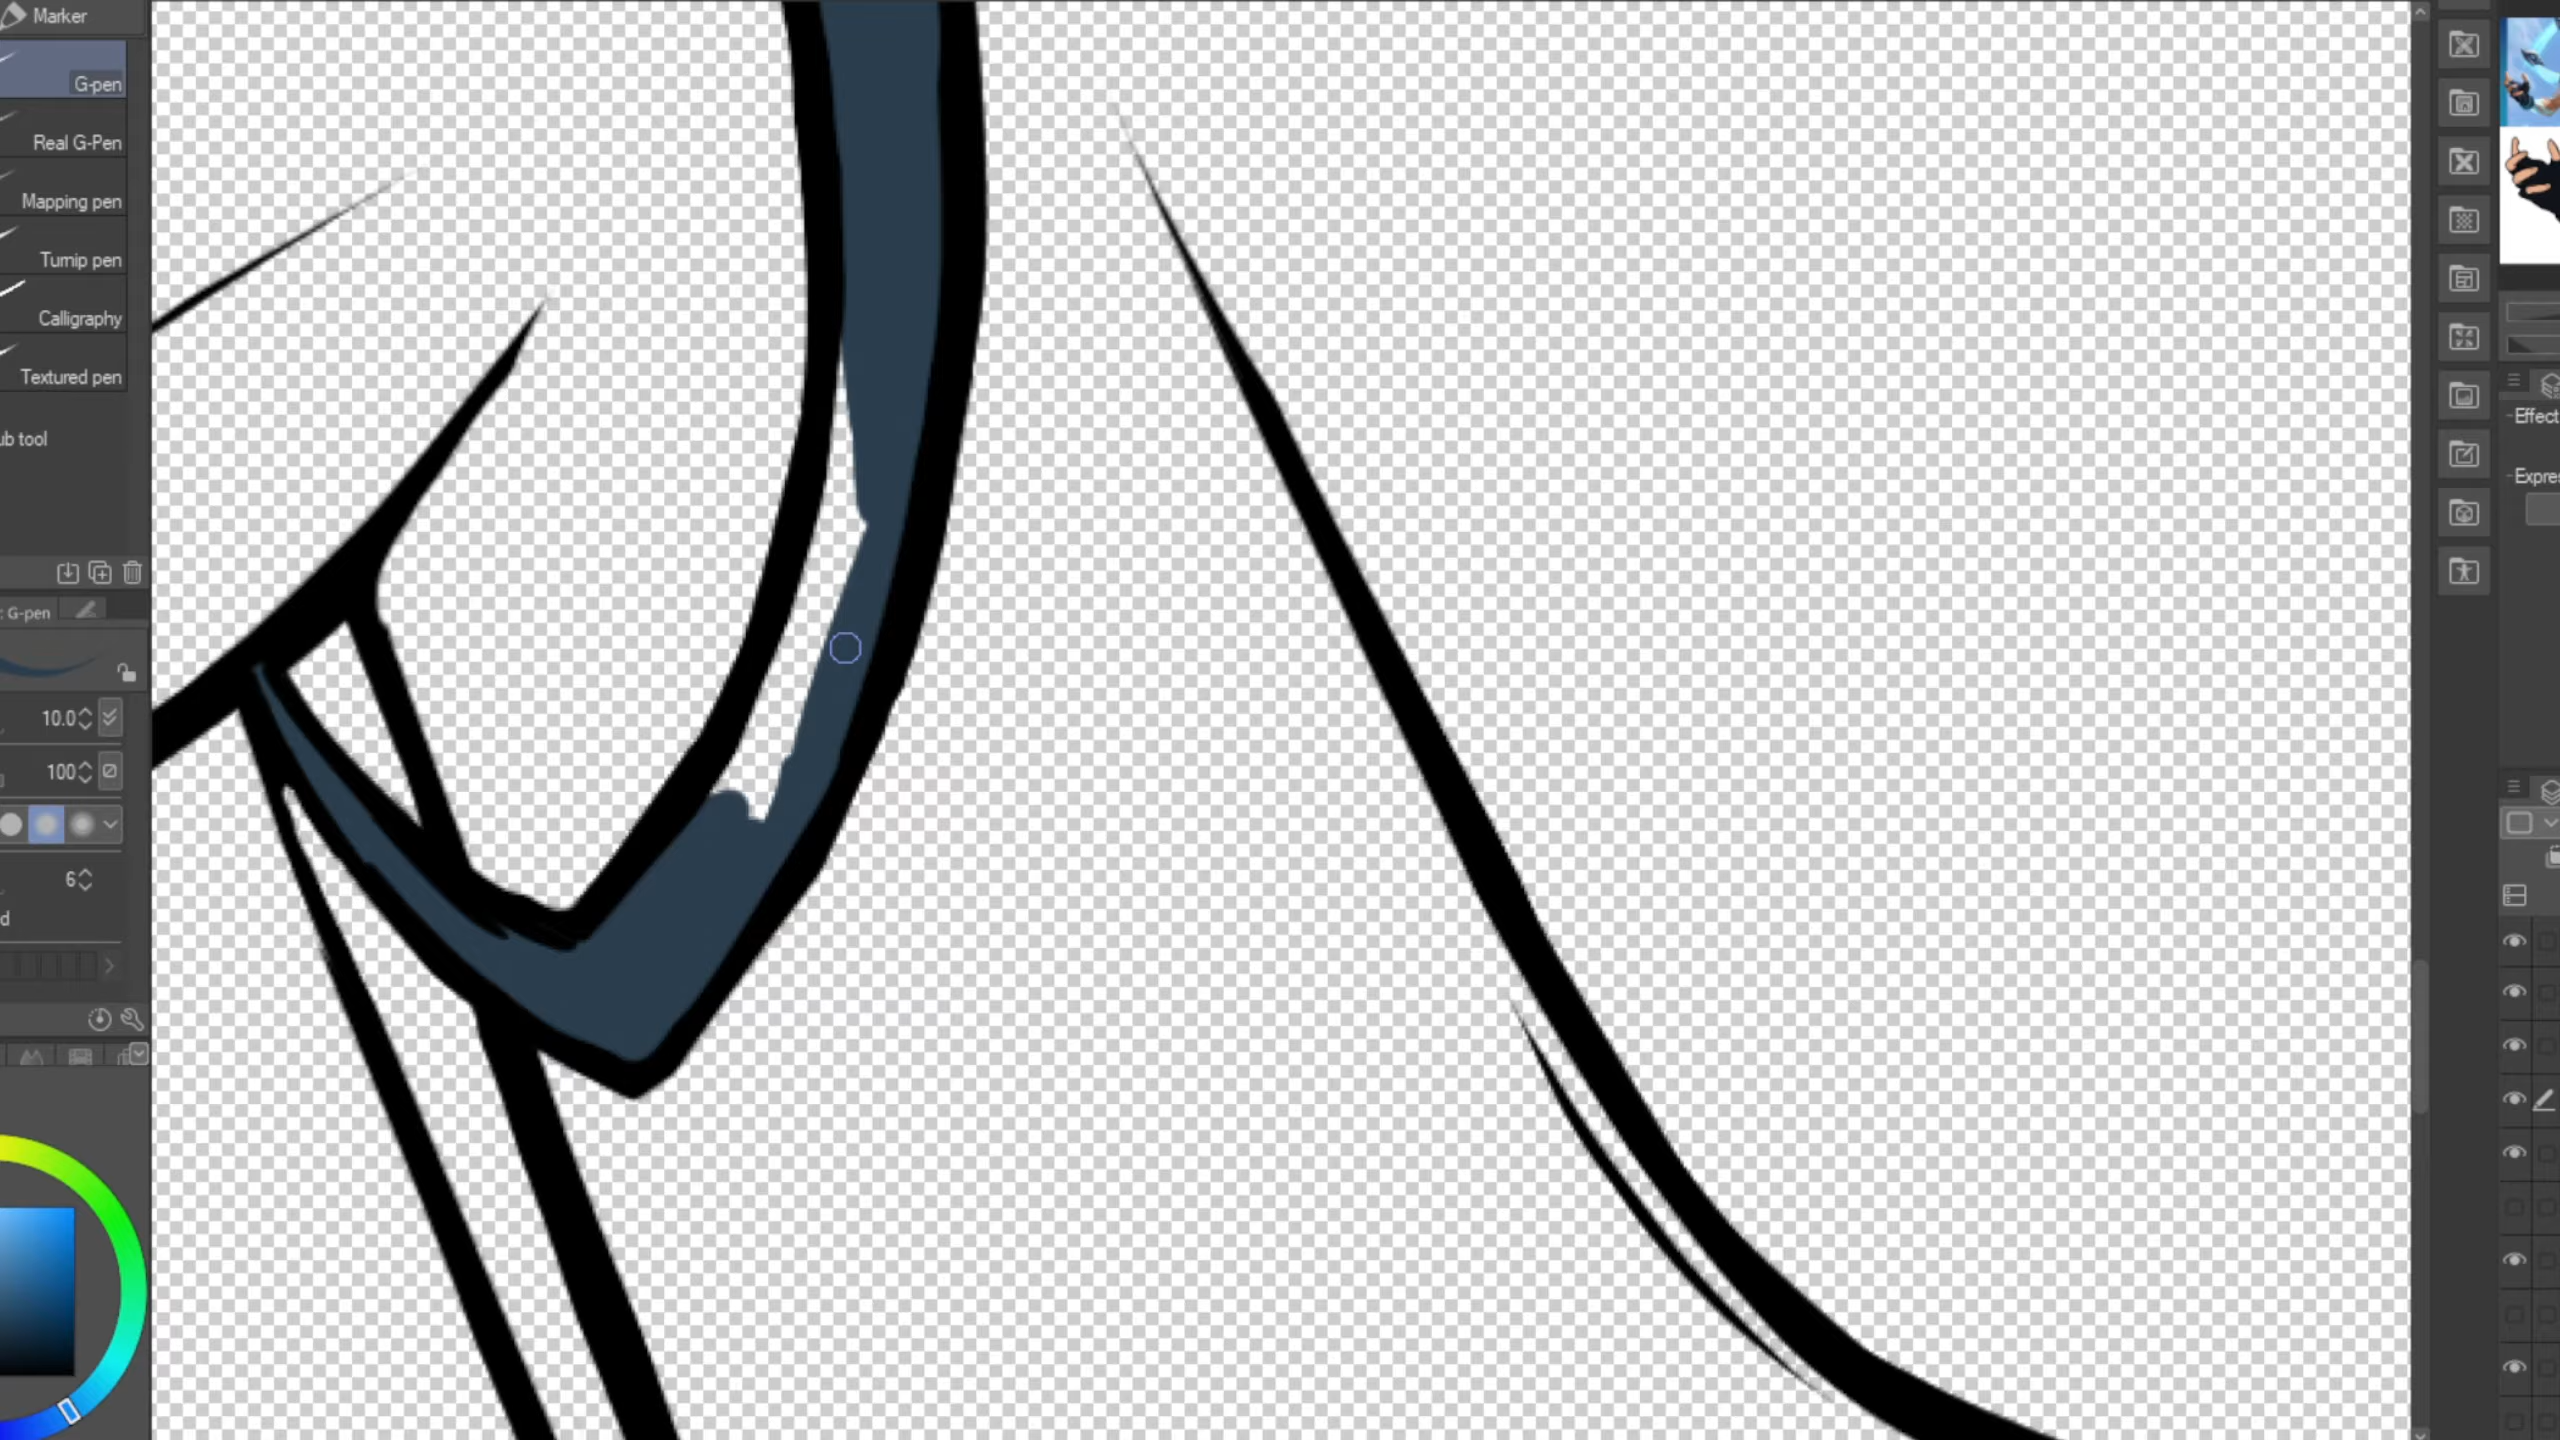 Marker
G-pen
Real G-Pen
Mapping pen
Turnip pen
Calligraphy
Textured pen
ub tool
: G-pen
10.0
100
6
d
Effect
Expre